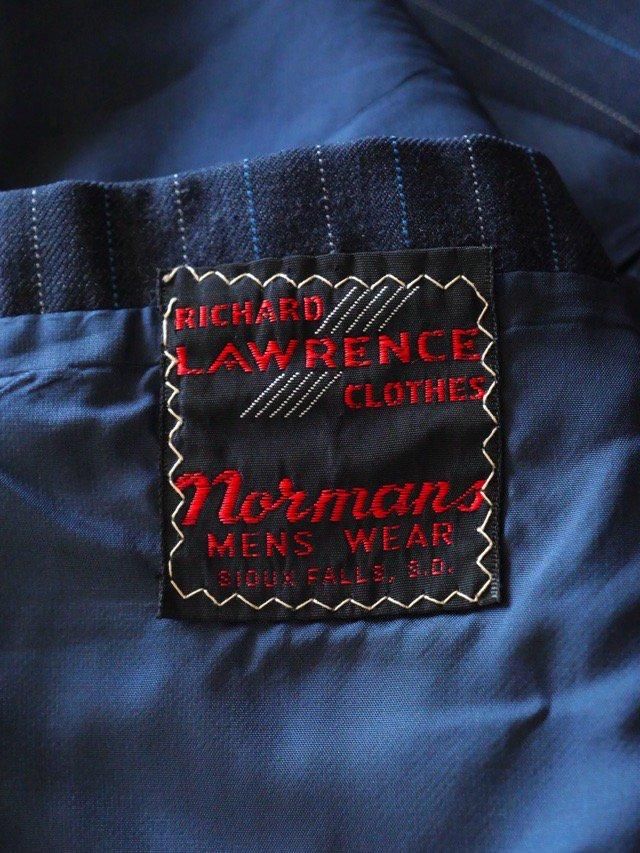 RICHARD
LAWRENCE
CLOTHES
Normans
MENS WEAR
SIOUX FALLS, S.D.